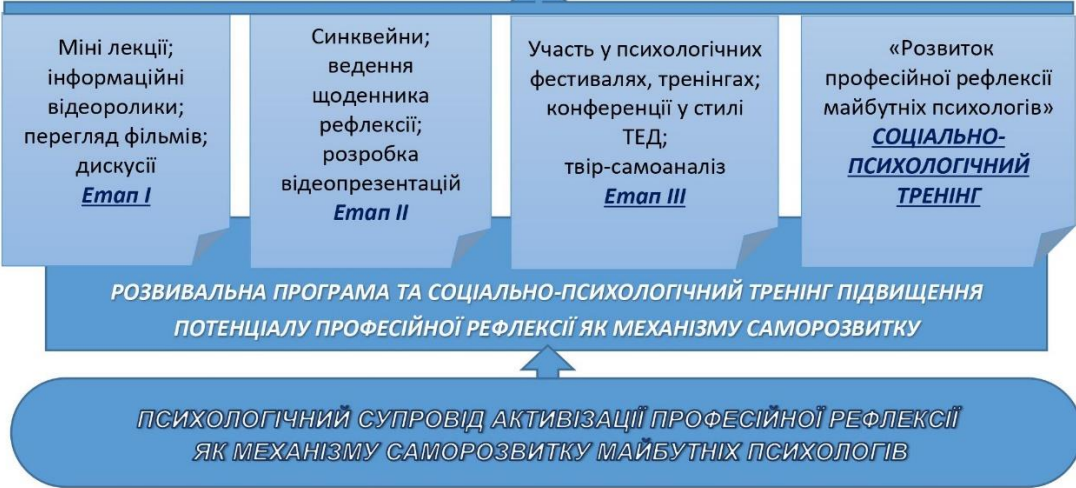 Міні лекції;
інформаційні
відеоролики;
перегляд фільмів;
дискусії
Етап І
Синквейни;
ведення
щоденника
рефлексії;
розробка
відеопрезентацій
Етап ІІ
Участь у психологічних
фестивалях, тренінгах;
конференції у стилі
ТЕД;
твір-самоаналіз
Етап ІІІ
«Розвиток
професійної рефлексії
майбутніх психологів»
СОЦІАЛЬНО-
ПСИХОЛОГІЧНИЙ
ТРЕНІНГ
РОЗВИВАЛЬНА ПРОГРАМА ТА СОЦІАЛЬНО-ПСИХОЛОГІЧНИЙ ТРЕНІНГ ПІДВИЩЕННЯ
ПОТЕНЦІАЛУ ПРОФЕСІЙНОЇ РЕФЛЕКСІЇ ЯК МЕХАНІЗМУ САМОРОЗВИТКУ
ПСИХОЛОГІЧНИЙ СУПРОВІД АКТИВІЗАЦІЇ ПРОФЕСІЙНОЇ РЕФЛЕКСІЇ
ЯК МЕХАНІЗМУ САМОРОЗВИТКУ МАЙБУТНІХ ПСИХОЛОГІВ